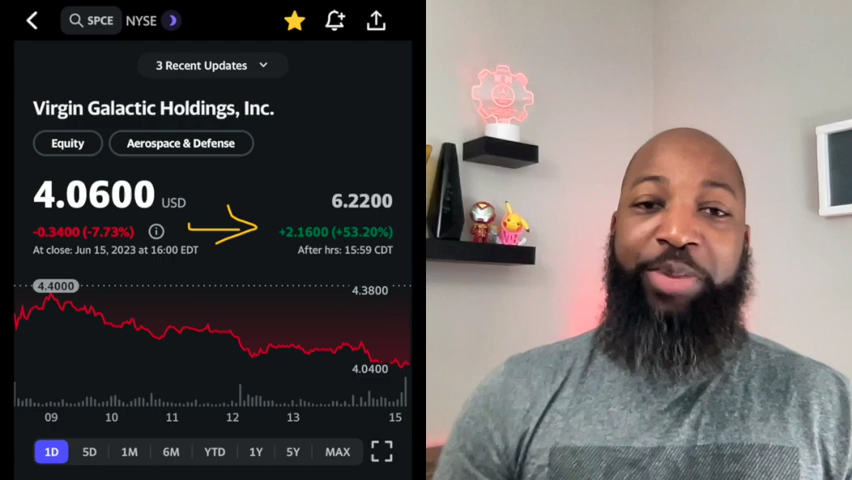 SPCE NYSE
3 Recent Updates
Virgin Galactic Holdings, Inc.
Equity Aerospace & Defense
4.0600 USD 6.2200
-0.3400 (-7.73%) +2.1600 (+53.20%)
At close: Jun 15, 2023 at 16:00 EDT After hrs: 15:59 CDT
4.4000
4.3800
4.0400
09 10 11 12 13 15
1D 5D 1M 6M YTD 1Y 5Y MAX